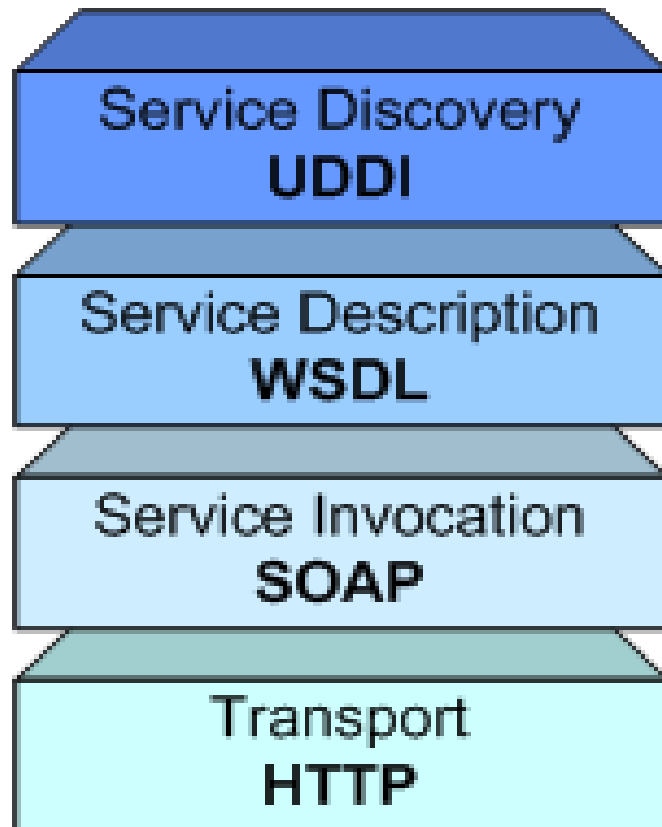 Service Discovery
UDDI
Service Description
WSDL
Service Invocation
SOAP
Transport
HTTP